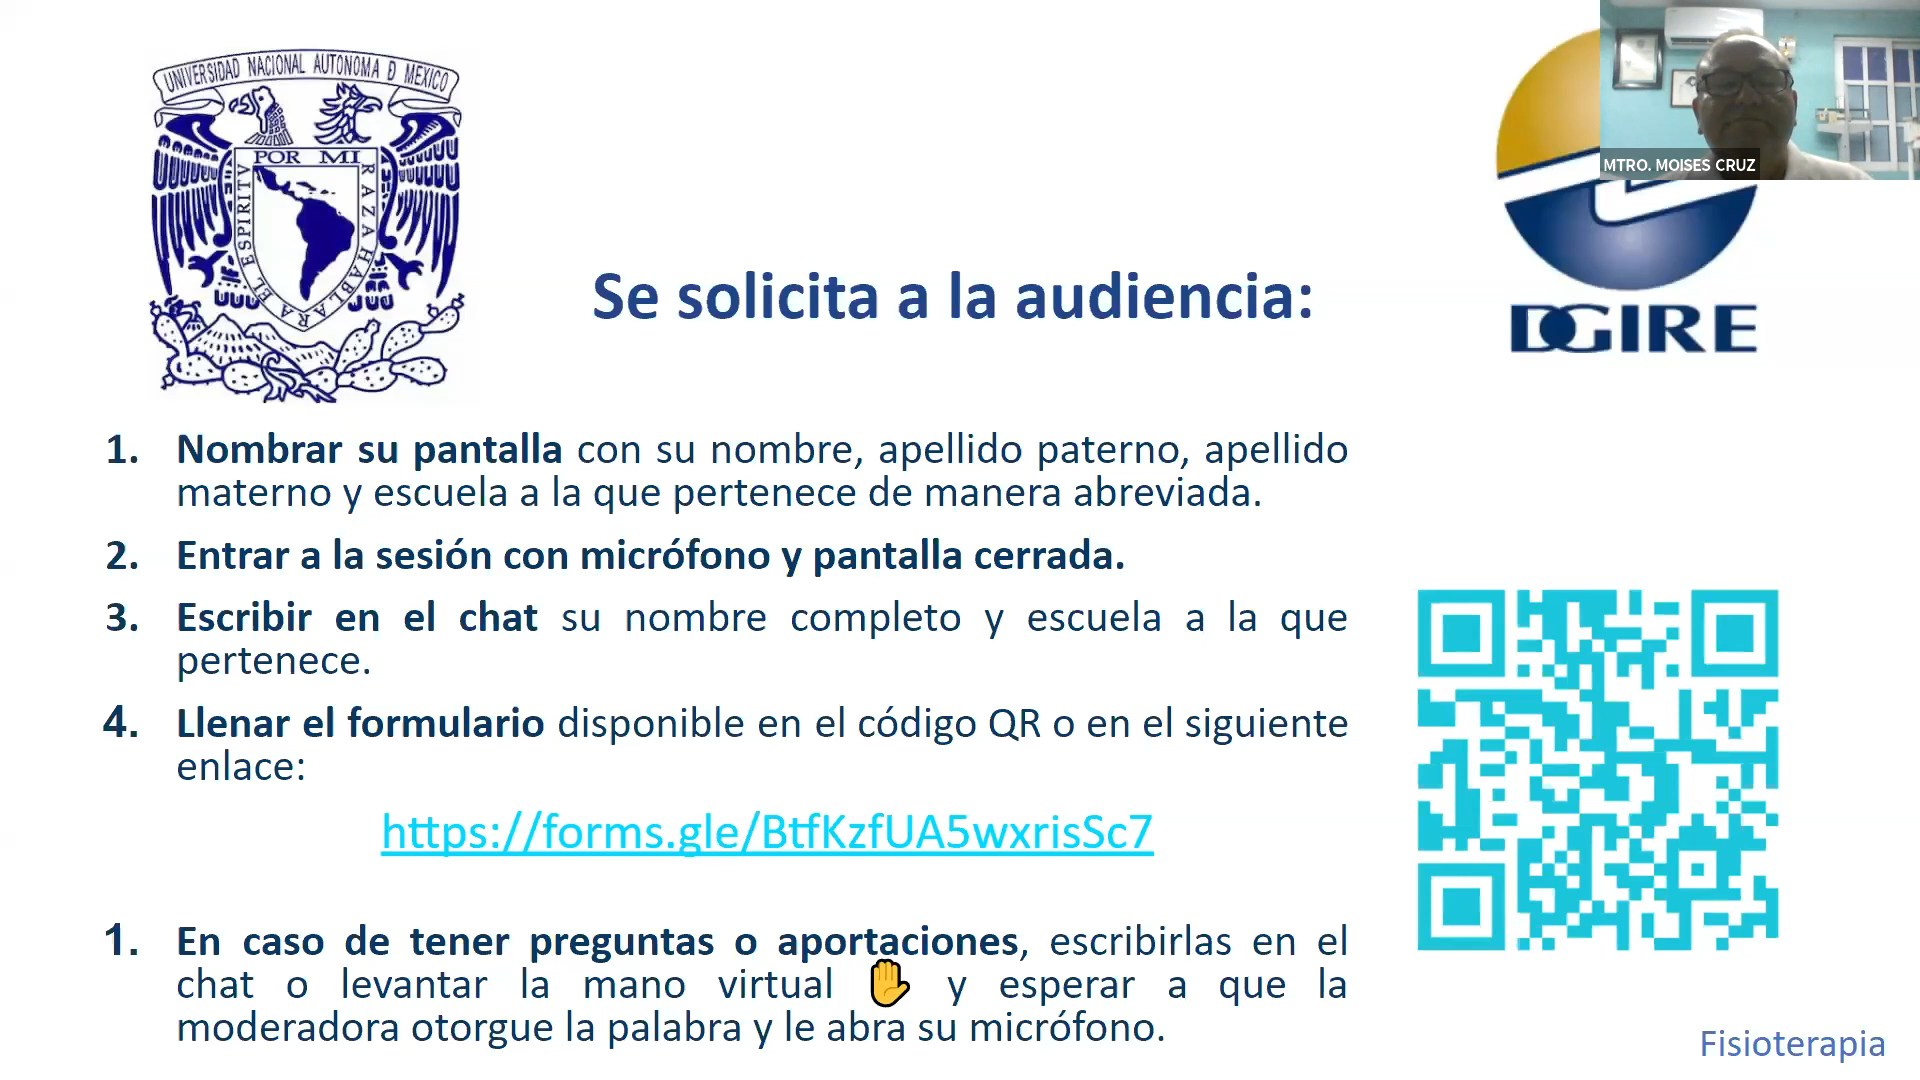 UNIVERSIDAD NACIONAL AUTONOMA D MEXICO
POR MI
RAZA HABLARA EL ESPIRITV
MTRO. MOISES CRUZ
DGIRE
Se solicita a la audiencia:
1. Nombrar su pantalla con su nombre, apellido paterno, apellido
materno y escuela a la que pertenece de manera abreviada.
2. Entrar a la sesión con micrófono y pantalla cerrada.
3. Escribir en el chat su nombre completo y escuela a la que
pertenece.
4. Llenar el formulario disponible en el código QR o en el siguiente
enlace:
https://forms.gle/BtfKzfUA5wxrisSc7
1. En caso de tener preguntas o aportaciones, escribirlas en el
chat o levantar la mano virtual ✋ y esperar a que la
moderadora otorgue la palabra y le abra su micrófono.
Fisioterapia